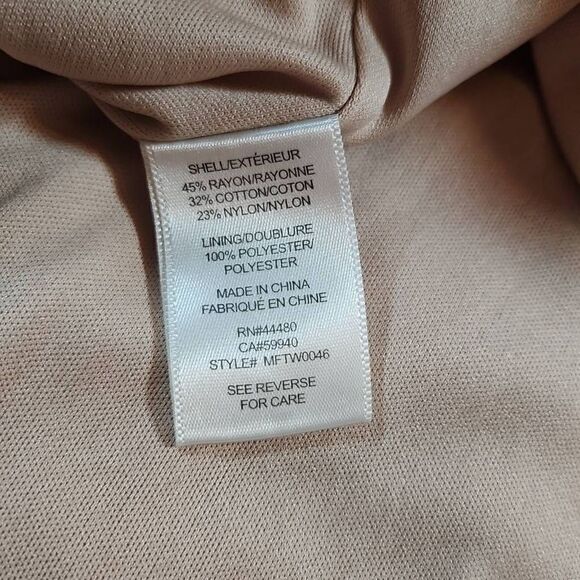 SHELL/EXTÉRIEUR
45% RAYON/RAYONNE
32% COTTON/COTON
23% NYLON/NYLON
LINING/DOUBLURE
100% POLYESTER/
POLYESTER
MADE IN CHINA
FABRIQUÉ EN CHINE
RN#44480
CA#59940
STYLE# MFTW0046
SEE REVERSE
FOR CARE